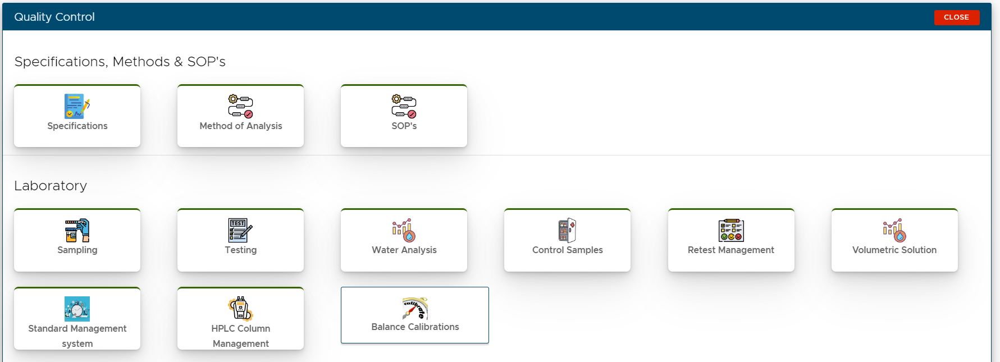 Quality Control
CLOSE
Specifications, Methods & SOP's
Specifications
Method of Analysis
SOP's
Laboratory
Sampling
TEST
Testing
Water Analysis
Control Samples
Retest Management
Volumetric Solution
Standard Management
system
HPLC Column
Management
calibrate
Balance Calibrations